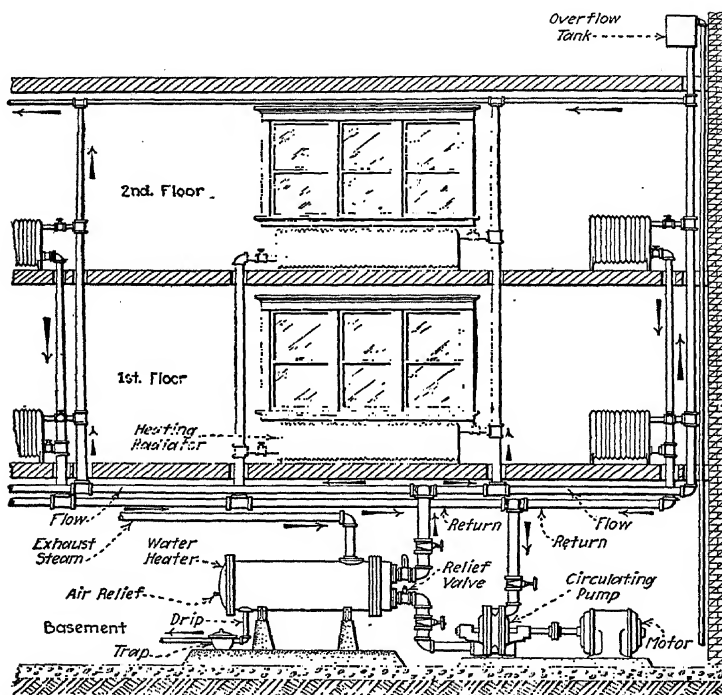 Overflow
Tank
2nd. Floor
1st. Floor
Heating
Radiator
Flow
Return
Flow
Exhaust
Steam
Water
Heater
Relief
Valve
Return
Circulating
Pump
Air Relief
Drip
Basement
Trap
Motor